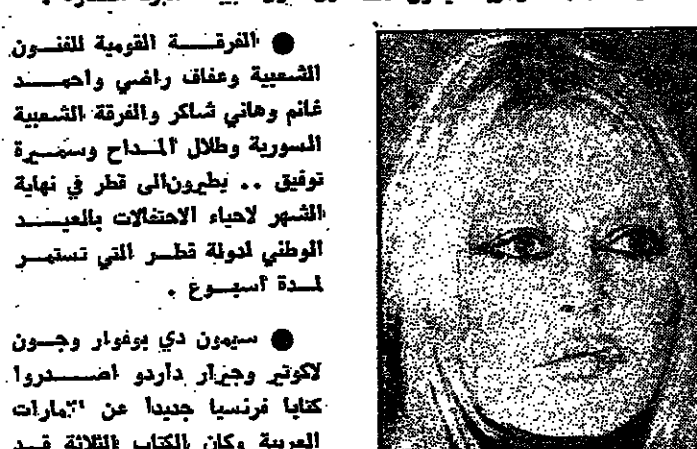 ● الفرقة القومية للفنون
الشعبية وعفاف راضي واحمد
غانم وهاني شاكر والفرقة الشعبية
السورية وطلال المداح وسميرة
توفيق .. يطيرون الى قطر في نهاية
الشهر لاحياء الاحتفالات بالعيد
الوطني لدولة قطر التي تستمر
لمدة أسبوع .
● سيمون دي بوفوار وجون
لاكوتير وجيرار داردو اصدروا
كتابا فرنسيا جديدا عن الامارات
العربية وكان الكتاب الثلاثة قد